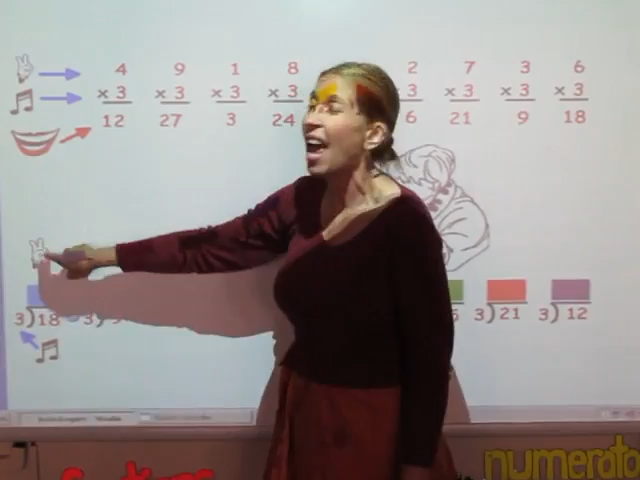 4 9 1 8 2 7 3 6
× 3 × 3 × 3 × 3 × 3 × 3 × 3 × 3
12 27 3 24 6 21 9 18
3)18 3) 3)21 3)12
numerato